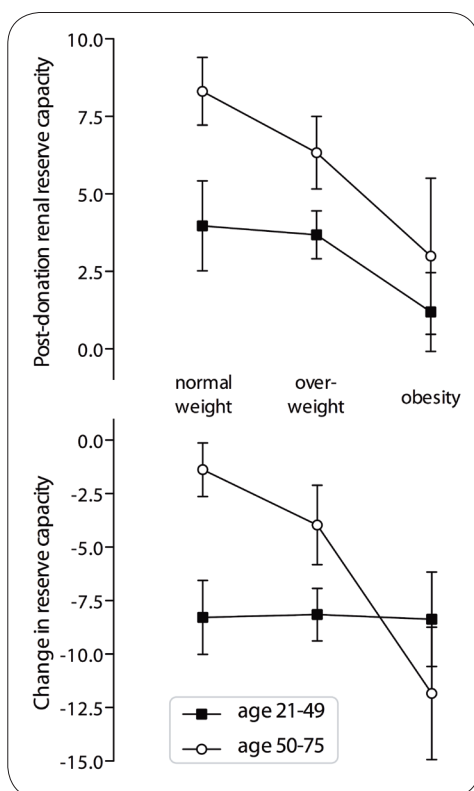 Post-donation renal reserve capacity
10.0
7.5
5.0
2.5
0.0
normal
weight
over-
weight
obesity
Change in reserve capacity
0.0
-2.5
-5.0
-7.5
-10.0
-12.5
-15.0
age 21-49
age 50-75